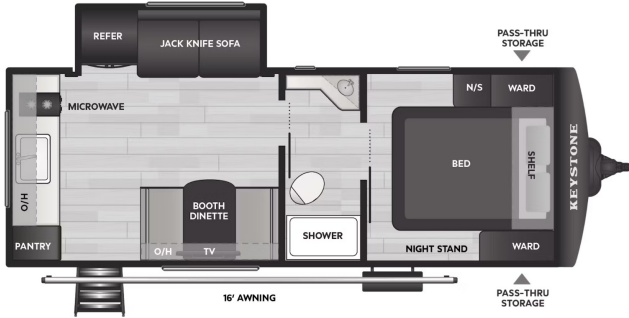 REFER
JACK KNIFE SOFA
PASS-THRU
STORAGE
MICROWAVE
N/S
WARD
BED
SHELF
KEYSTONE
H/O
BOOTH
DINETTE
PANTRY
O/H
TV
SHOWER
NIGHT STAND
WARD
16' AWNING
PASS-THRU
STORAGE